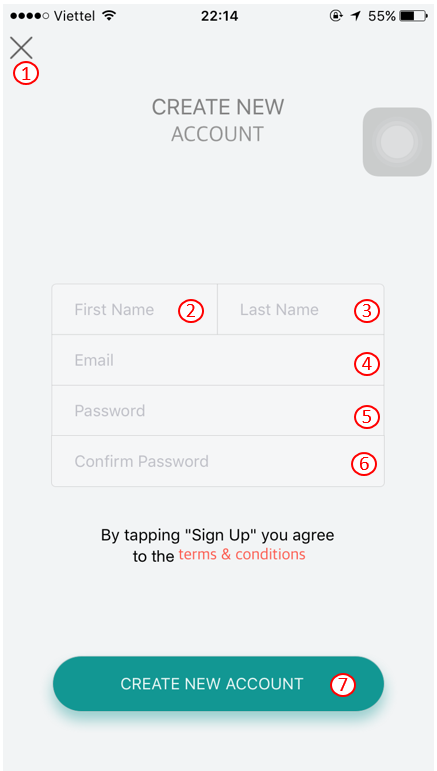 Viettel 22:14 55%
1
CREATE NEW
ACCOUNT
First Name 2 Last Name 3
Email 4
Password 5
Confirm Password 6
By tapping "Sign Up" you agree
to the terms & conditions
CREATE NEW ACCOUNT 7